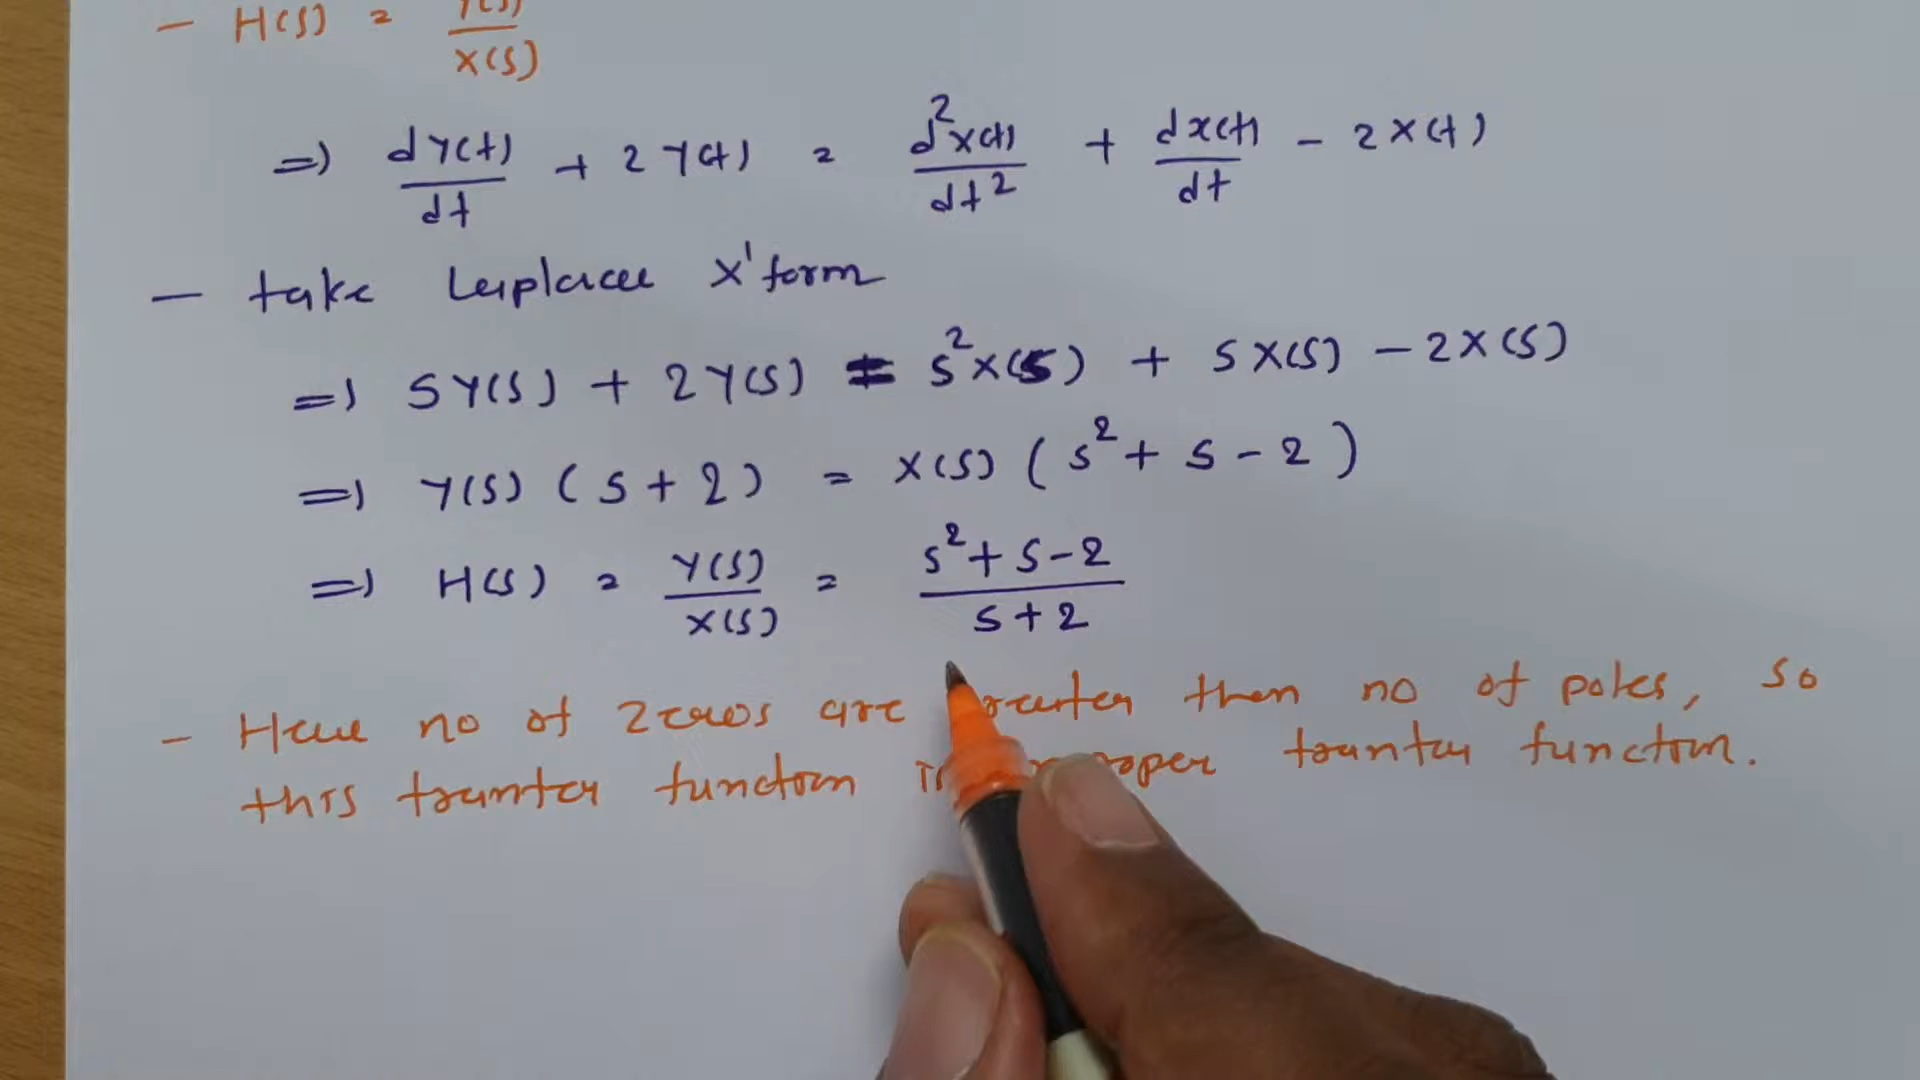 - H(s) = Y(s)/X(s)
=> dy(t)/dt + 2y(t) = d²x(t)/dt² + dx(t)/dt - 2x(t)
- take Laplace x'form
=> sY(s) + 2Y(s) = s²X(s) + sX(s) - 2X(s)
=> Y(s) (s+2) = X(s) (s² + s - 2)
=> H(s) = Y(s)/X(s) = s² + s - 2/s + 2
- Here no of zeros are greater than no of poles, so
this transfer function transfer function.